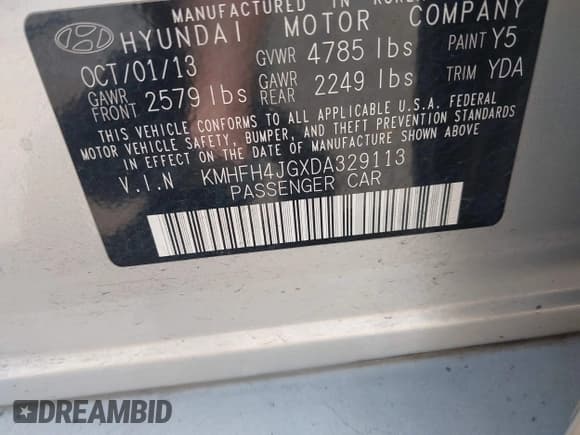 MANUFACTURED IN KOREA
HYUNDAI MOTOR COMPANY
OCT/01/13 GVWR 4785 lbs PAINT Y5
GAWR FRONT 2579 lbs GAWR REAR 2249 lbs TRIM YDA
THIS VEHICLE CONFORMS TO ALL APPLICABLE U.S.A. FEDERAL
MOTOR VEHICLE SAFETY, BUMPER, AND THEFT PREVENTION STANDARDS
IN EFFECT ON THE DATE OF MANUFACTURE SHOWN ABOVE.
V.I.N KMHFH4JGXDA329113
PASSENGER CAR
DREAMBID